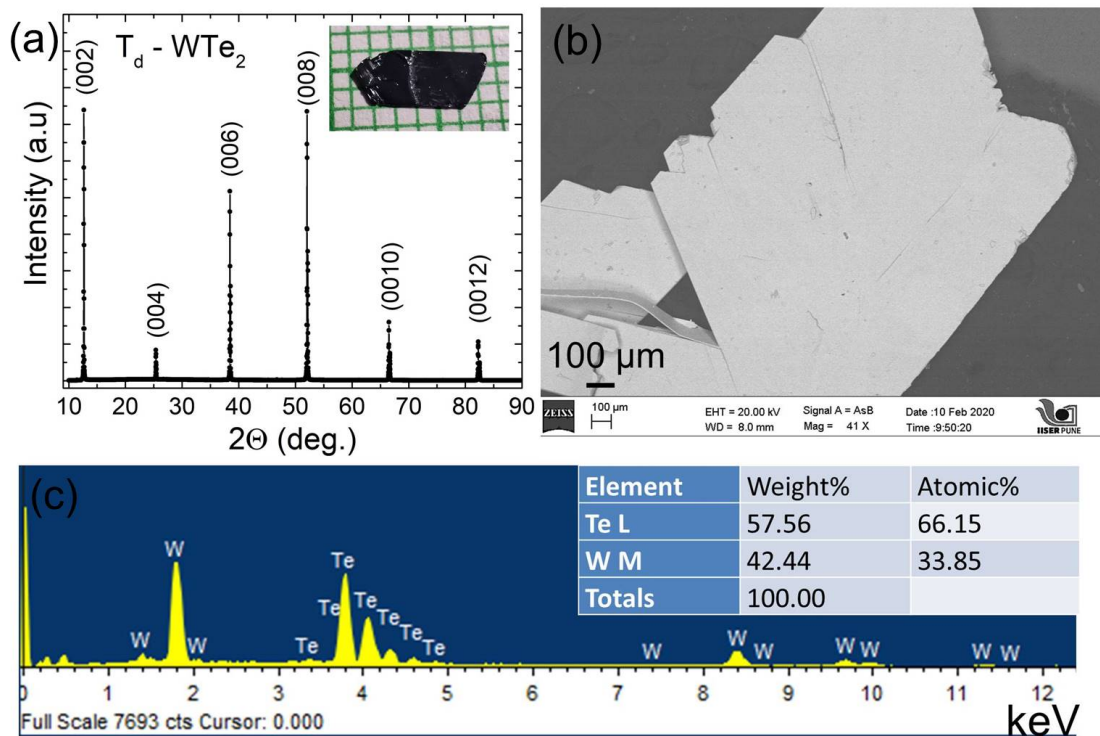 (a)
T_d - WTe_2
Intensity (a.u)
(002)
(004)
(006)
(008)
(0010)
(0012)
10 20 30 40 50 60 70 80 90
2Θ (deg.)
(b)
100 µm
ZEISS
100 µm
EHT = 20.00 kV Signal A = AsB Date :10 Feb 2020
WD = 8.0 mm Mag = 41 X Time :9:50:20
IISER PUNE
(c)
Element Weight% Atomic%
Te L 57.56 66.15
W M 42.44 33.85
Totals 100.00
W W W Te Te Te Te Te Te Te W W W W W W W
0 1 2 3 4 5 6 7 8 9 10 11 12
Full Scale 7693 cts Cursor: 0.000
keV